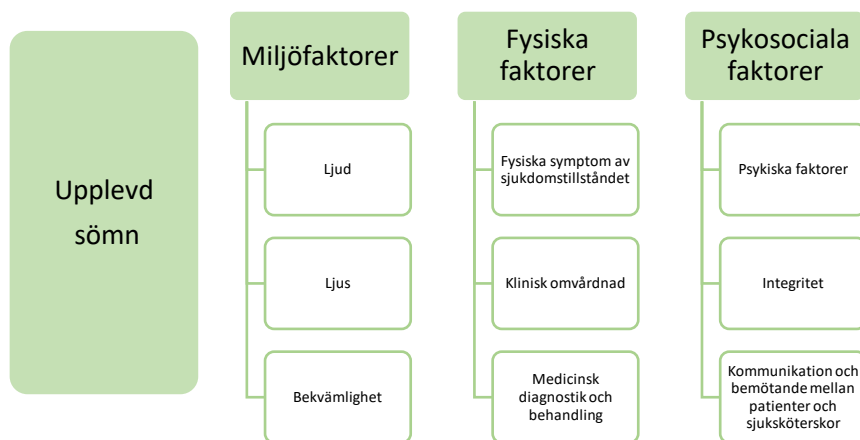 Upplevd
sömn
Miljöfaktorer
Ljud
Ljus
Bekvämlighet
Fysiska
faktorer
Fysiska symptom av
sjukdomstillståndet
Klinisk omvårdnad
Medicinsk
diagnostik och
behandling
Psykosociala
faktorer
Psykiska faktorer
Integritet
Kommunikation och
bemötande mellan
patienter och
sjuksköterskor